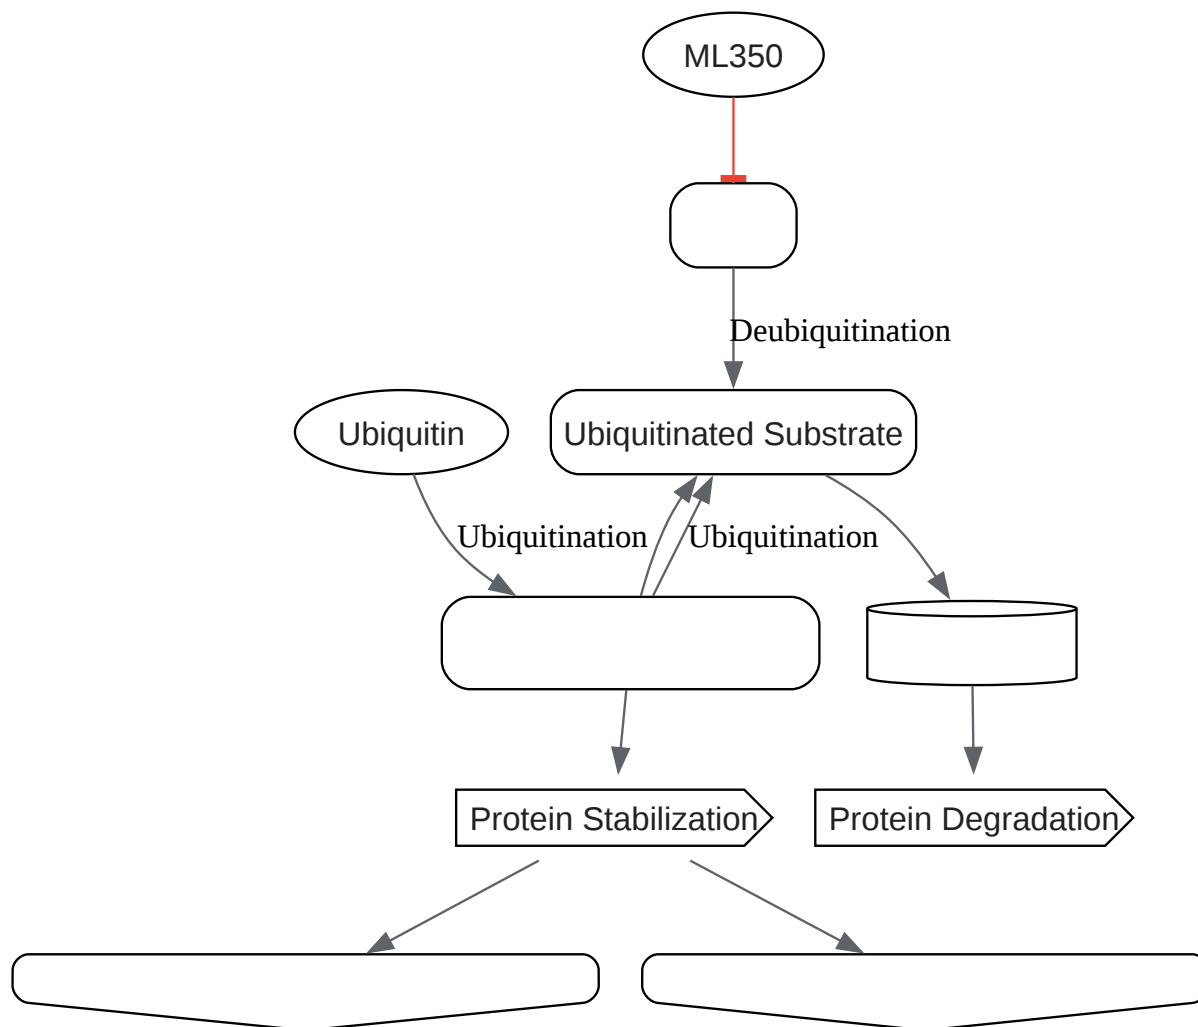 ML350
Deubiquitination
Ubiquitin
Ubiquitinated Substrate
Ubiquitination
Ubiquitination
Protein Stabilization
Protein Degradation